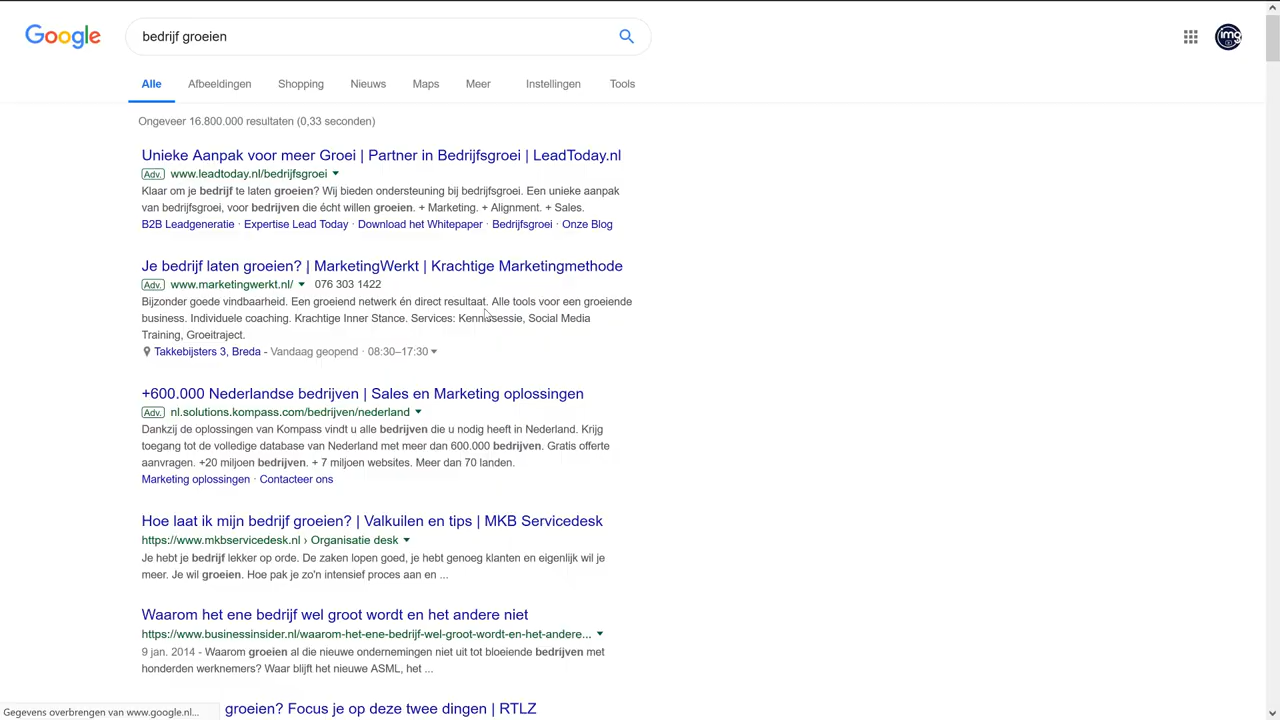 Google
bedrijf groeien
img
Alle Afbeeldingen Shopping Nieuws Maps Meer Instellingen Tools
Ongeveer 16.800.000 resultaten (0,33 seconden)
Unieke Aanpak voor meer Groei | Partner in Bedrijfsgroei | LeadToday.nl
Adv. www.leadtoday.nl/bedrijfsgroei
Klaar om je bedrijf te laten groeien? Wij bieden ondersteuning bij bedrijfsgroei. Een unieke aanpak
van bedrijfsgroei, voor bedrijven die écht willen groeien. + Marketing. + Alignment. + Sales.
B2B Leadgeneratie · Expertise Lead Today · Download het Whitepaper · Bedrijfsgroei · Onze Blog
Je bedrijf laten groeien? | MarketingWerkt | Krachtige Marketingmethode
Adv. www.marketingwerkt.nl/ 076 303 1422
Bijzonder goede vindbaarheid. Een groeiend netwerk én direct resultaat. Alle tools voor een groeiende
business. Individuele coaching. Krachtige Inner Stance. Services: Kennissessie, Social Media
Training, Groeitraject.
Takkebijsters 3, Breda - Vandaag geopend · 08:30–17:30
+600.000 Nederlandse bedrijven | Sales en Marketing oplossingen
Adv. nl.solutions.kompass.com/bedrijven/nederland
Dankzij de oplossingen van Kompass vindt u alle bedrijven die u nodig heeft in Nederland. Krijg
toegang tot de volledige database van Nederland met meer dan 600.000 bedrijven. Gratis offerte
aanvragen. +20 miljoen bedrijven. + 7 miljoen websites. Meer dan 70 landen.
Marketing oplossingen · Contacteer ons
Hoe laat ik mijn bedrijf groeien? | Valkuilen en tips | MKB Servicedesk
https://www.mkbservicedesk.nl › Organisatie desk
Je hebt je bedrijf lekker op orde. De zaken lopen goed, je hebt genoeg klanten en eigenlijk wil je
meer. Je wil groeien. Hoe pak je zo'n intensief proces aan en ...
Waarom het ene bedrijf wel groot wordt en het andere niet
https://www.businessinsider.nl/waarom-het-ene-bedrijf-wel-groot-wordt-en-het-andere...
9 jan. 2014 - Waarom groeien al die nieuwe ondernemingen niet uit tot bloeiende bedrijven met
honderden werknemers? Waar blijft het nieuwe ASML, het ...
groeien? Focus je op deze twee dingen | RTLZ
Gegevens overbrengen van www.google.nl...